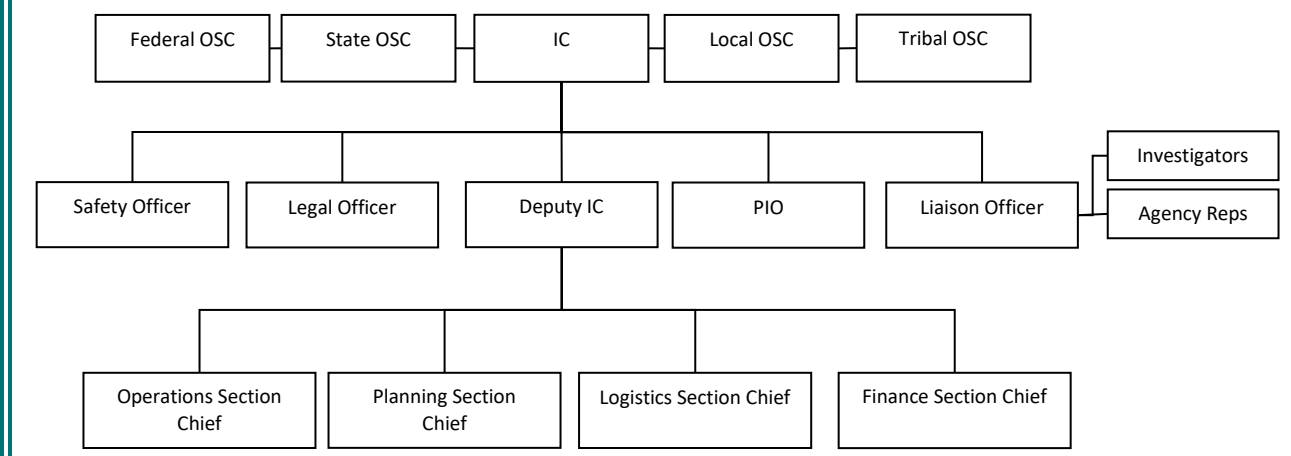 Federal OSC
State OSC
IC
Local OSC
Tribal OSC
Investigators
Agency Reps
Safety Officer
Legal Officer
Deputy IC
PIO
Liaison Officer
Operations Section
Chief
Planning Section
Chief
Logistics Section Chief
Finance Section Chief